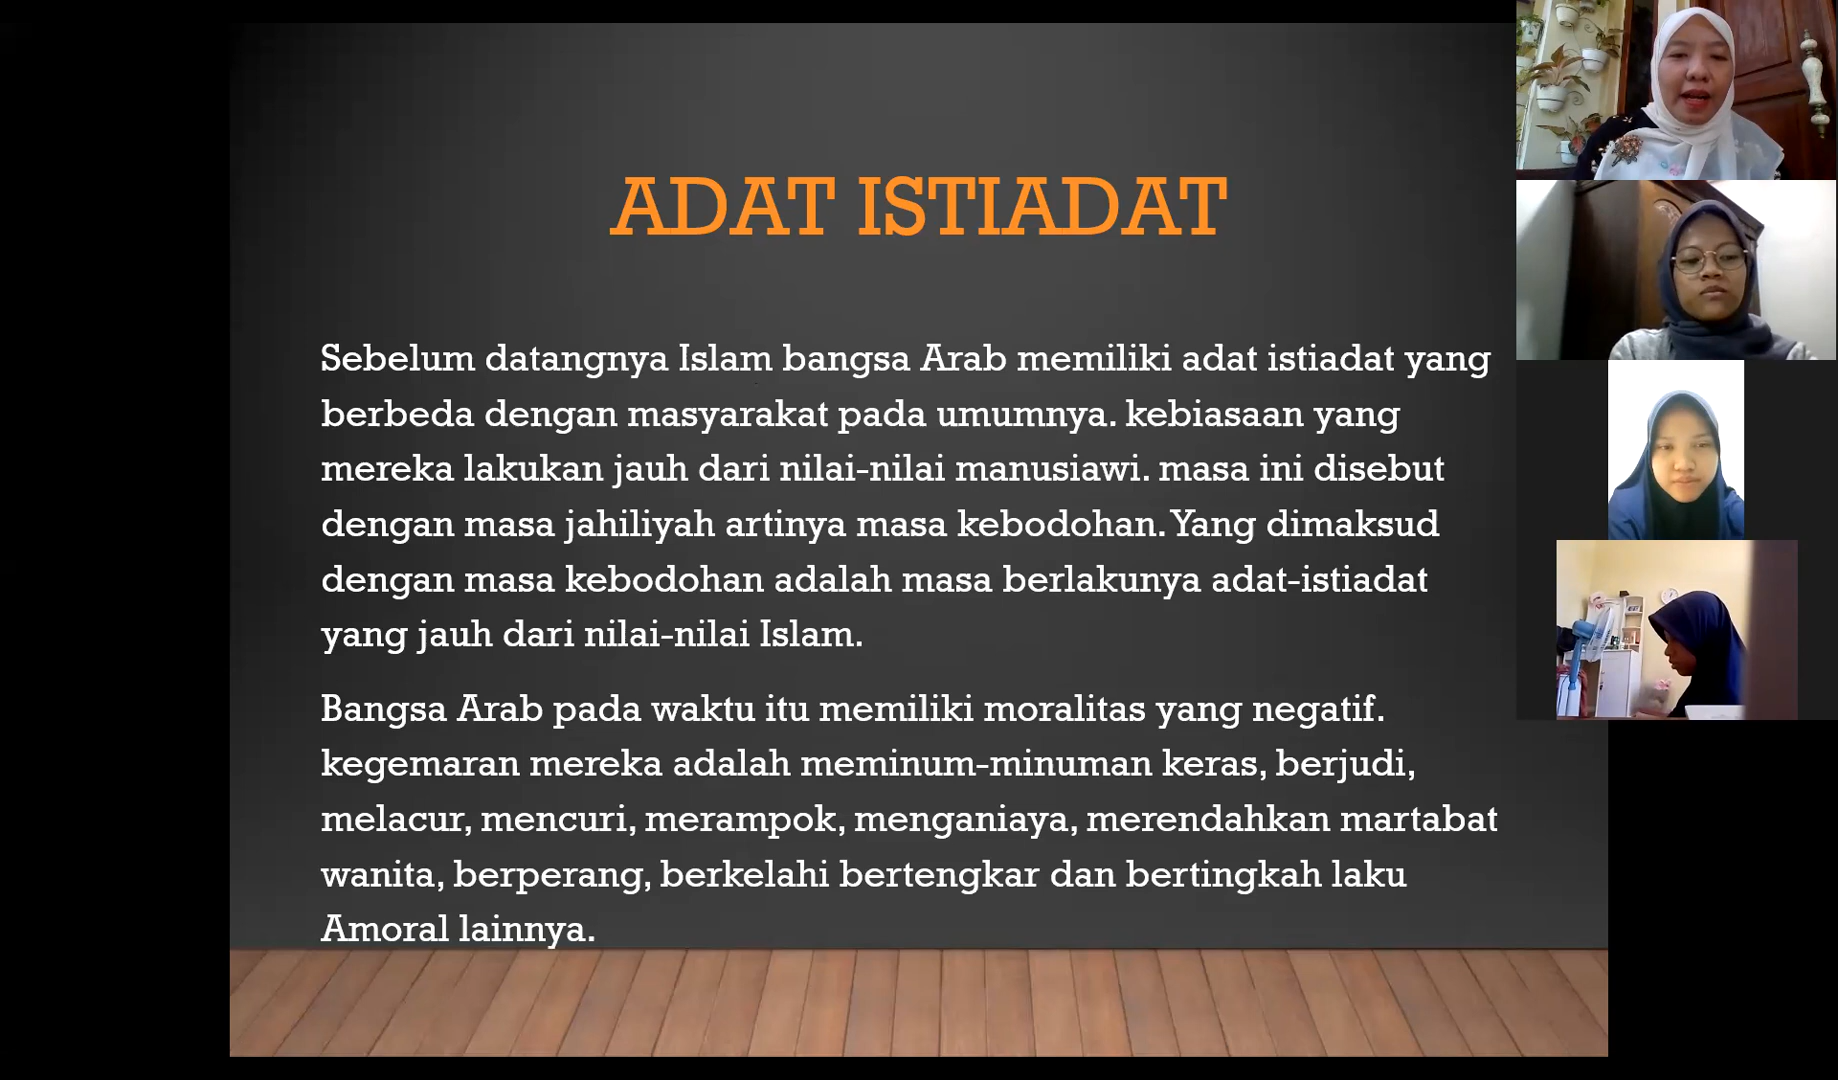 ADAT ISTIADAT
Sebelum datangnya Islam bangsa Arab memiliki adat istiadat yang
berbeda dengan masyarakat pada umumnya. kebiasaan yang
mereka lakukan jauh dari nilai-nilai manusiawi. masa ini disebut
dengan masa jahiliyah artinya masa kebodohan. Yang dimaksud
dengan masa kebodohan adalah masa berlakunya adat-istiadat
yang jauh dari nilai-nilai Islam.
Bangsa Arab pada waktu itu memiliki moralitas yang negatif.
kegemaran mereka adalah meminum-minuman keras, berjudi,
melacur, mencuri, merampok, menganiaya, merendahkan martabat
wanita, berperang, berkelahi bertengkar dan bertingkah laku
Amoral lainnya.